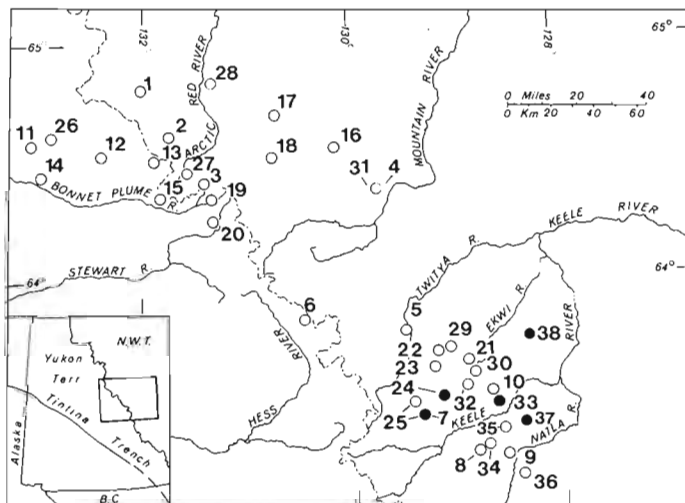 65°
132
130
128
65°
Miles
0 20 40
0 20 40 60
Km
RED RIVER
ARCTIC
MOUNTAIN RIVER
28
1
17
2
16
11
26
12
13
18
27
3
31
4
14
15
19
BONNET PLUME R.
20
KEELE RIVER
TWITYA R.
64°
STEWART R.
64°
6
5
EKWI R.
RIVER
38
29
22
21
23
30
HESS RIVER
24
10
32
33
25
7
KEELE
37
35
NATLA R.
8
34
9
36
N.W.T.
Yukon
Terr
Tintina
Trench
Alaska
B.C